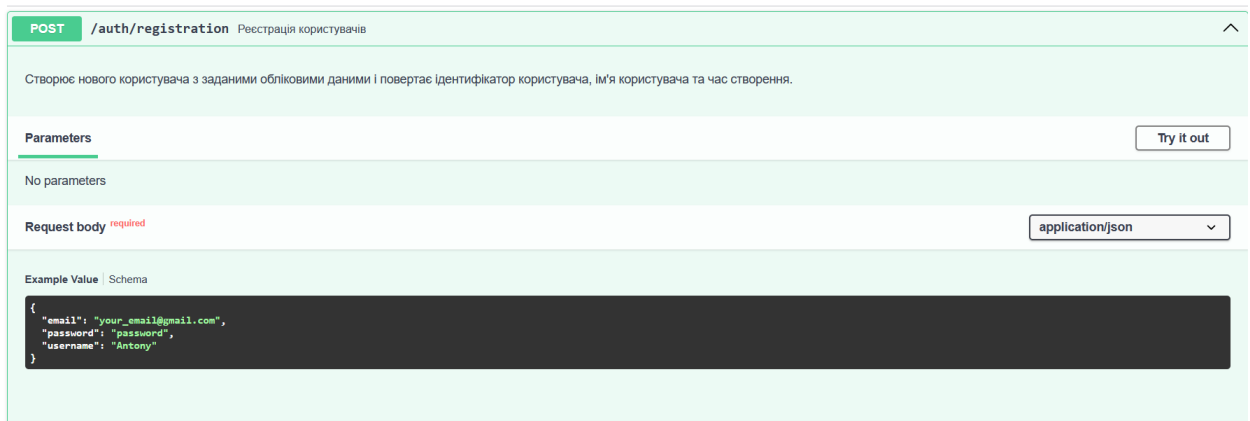 POST /auth/registration Реєстрація користувачів
Створює нового користувача з заданими обліковими даними і повертає ідентифікатор користувача, ім'я користувача та час створення.
Parameters Try it out
No parameters
Request body required application/json
Example Value Schema
{
"email": "your_email@gmail.com",
"password": "password",
"username": "Antony"
}